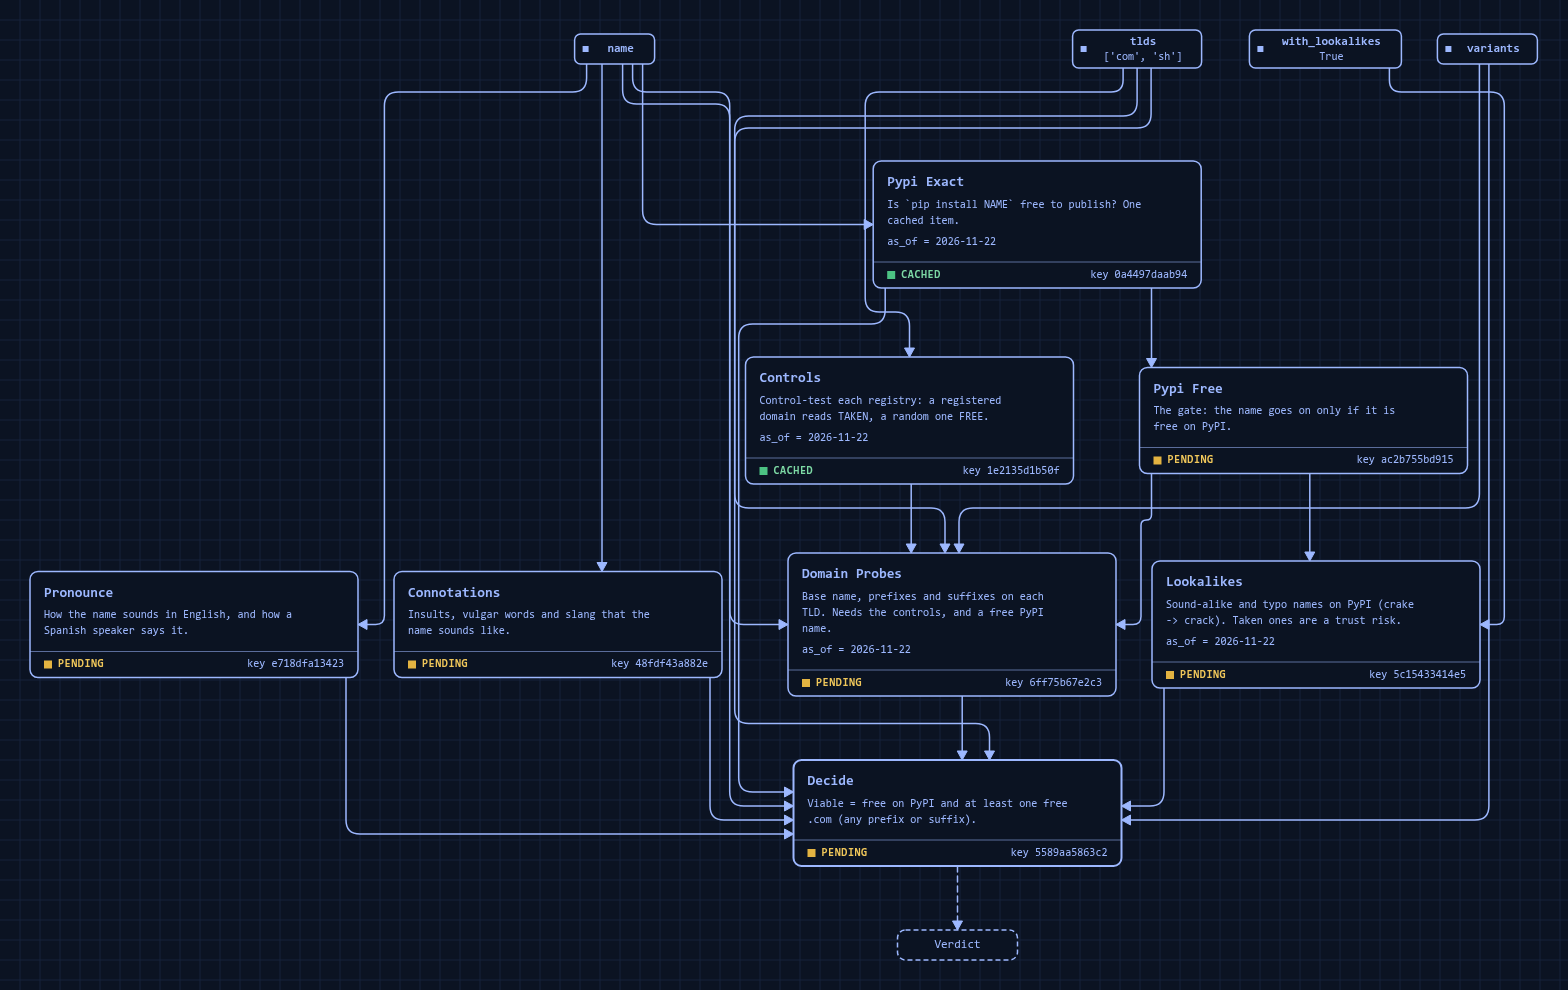 name
tlds
['com', 'sh']
with_lookalikes
True
variants
Pypi Exact
Is `pip install NAME` free to publish? One
cached item.
as_of = 2026-11-22
CACHED key 0a4497daab94
Controls
Control-test each registry: a registered
domain reads TAKEN, a random one FREE.
as_of = 2026-11-22
CACHED key 1e2135d1b50f
Pypi Free
The gate: the name goes on only if it is
free on PyPI.
PENDING key ac2b755bd915
Pronounce
How the name sounds in English, and how a
Spanish speaker says it.
PENDING key e718dfa13423
Connotations
Insults, vulgar words and slang that the
name sounds like.
PENDING key 48fdf43a882e
Domain Probes
Base name, prefixes and suffixes on each
TLD. Needs the controls, and a free PyPI
name.
as_of = 2026-11-22
PENDING key 6ff75b67e2c3
Lookalikes
Sound-alike and typo names on PyPI (crake
-> crack). Taken ones are a trust risk.
as_of = 2026-11-22
PENDING key 5c15433414e5
Decide
Viable = free on PyPI and at least one free
.com (any prefix or suffix).
PENDING key 5589aa5863c2
Verdict